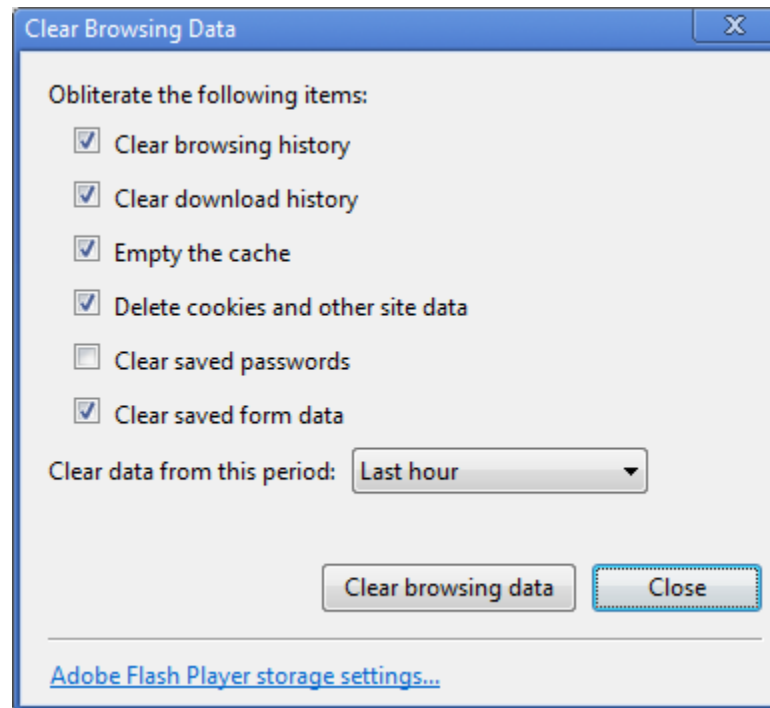 Clear Browsing Data
Obliterate the following items:
Clear browsing history
Clear download history
Empty the cache
Delete cookies and other site data
Clear saved passwords
Clear saved form data
Clear data from this period: Last hour
Clear browsing data Close
Adobe Flash Player storage settings...